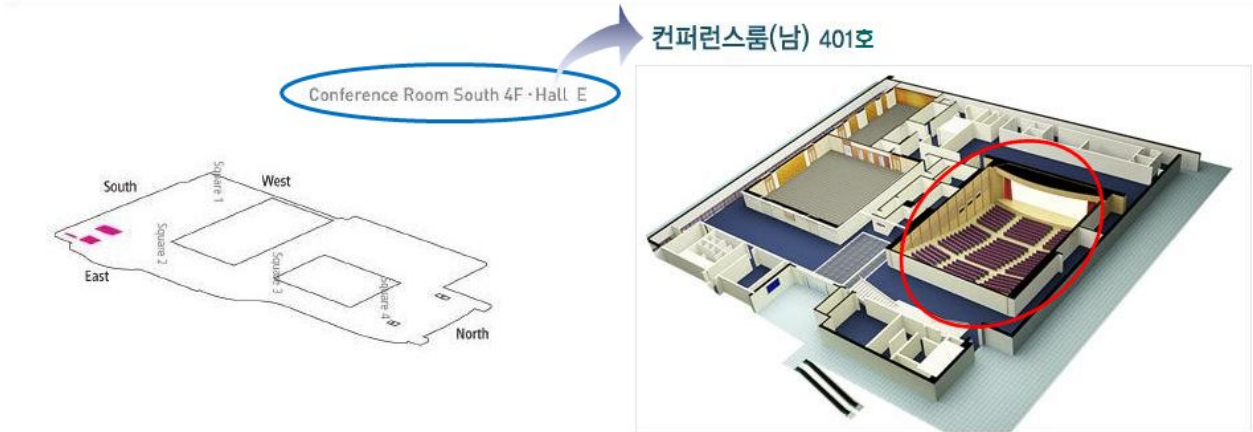 컨퍼런스룸(남) 401호
Conference Room South 4F · Hall E
South
Square 1
West
Square 2
East
Square 3
Square 4
North